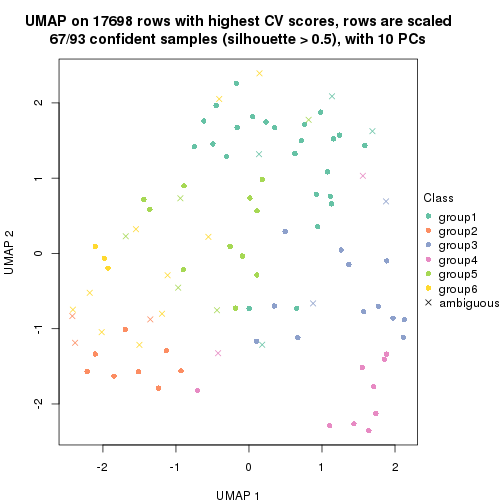 UMAP on 17698 rows with highest CV scores, rows are scaled
67/93 confident samples (silhouette > 0.5), with 10 PCs
UMAP 2
2
1
0
-1
-2
-2
-1
0
1
2
UMAP 1
Class
group1
group2
group3
group4
group5
group6
ambiguous